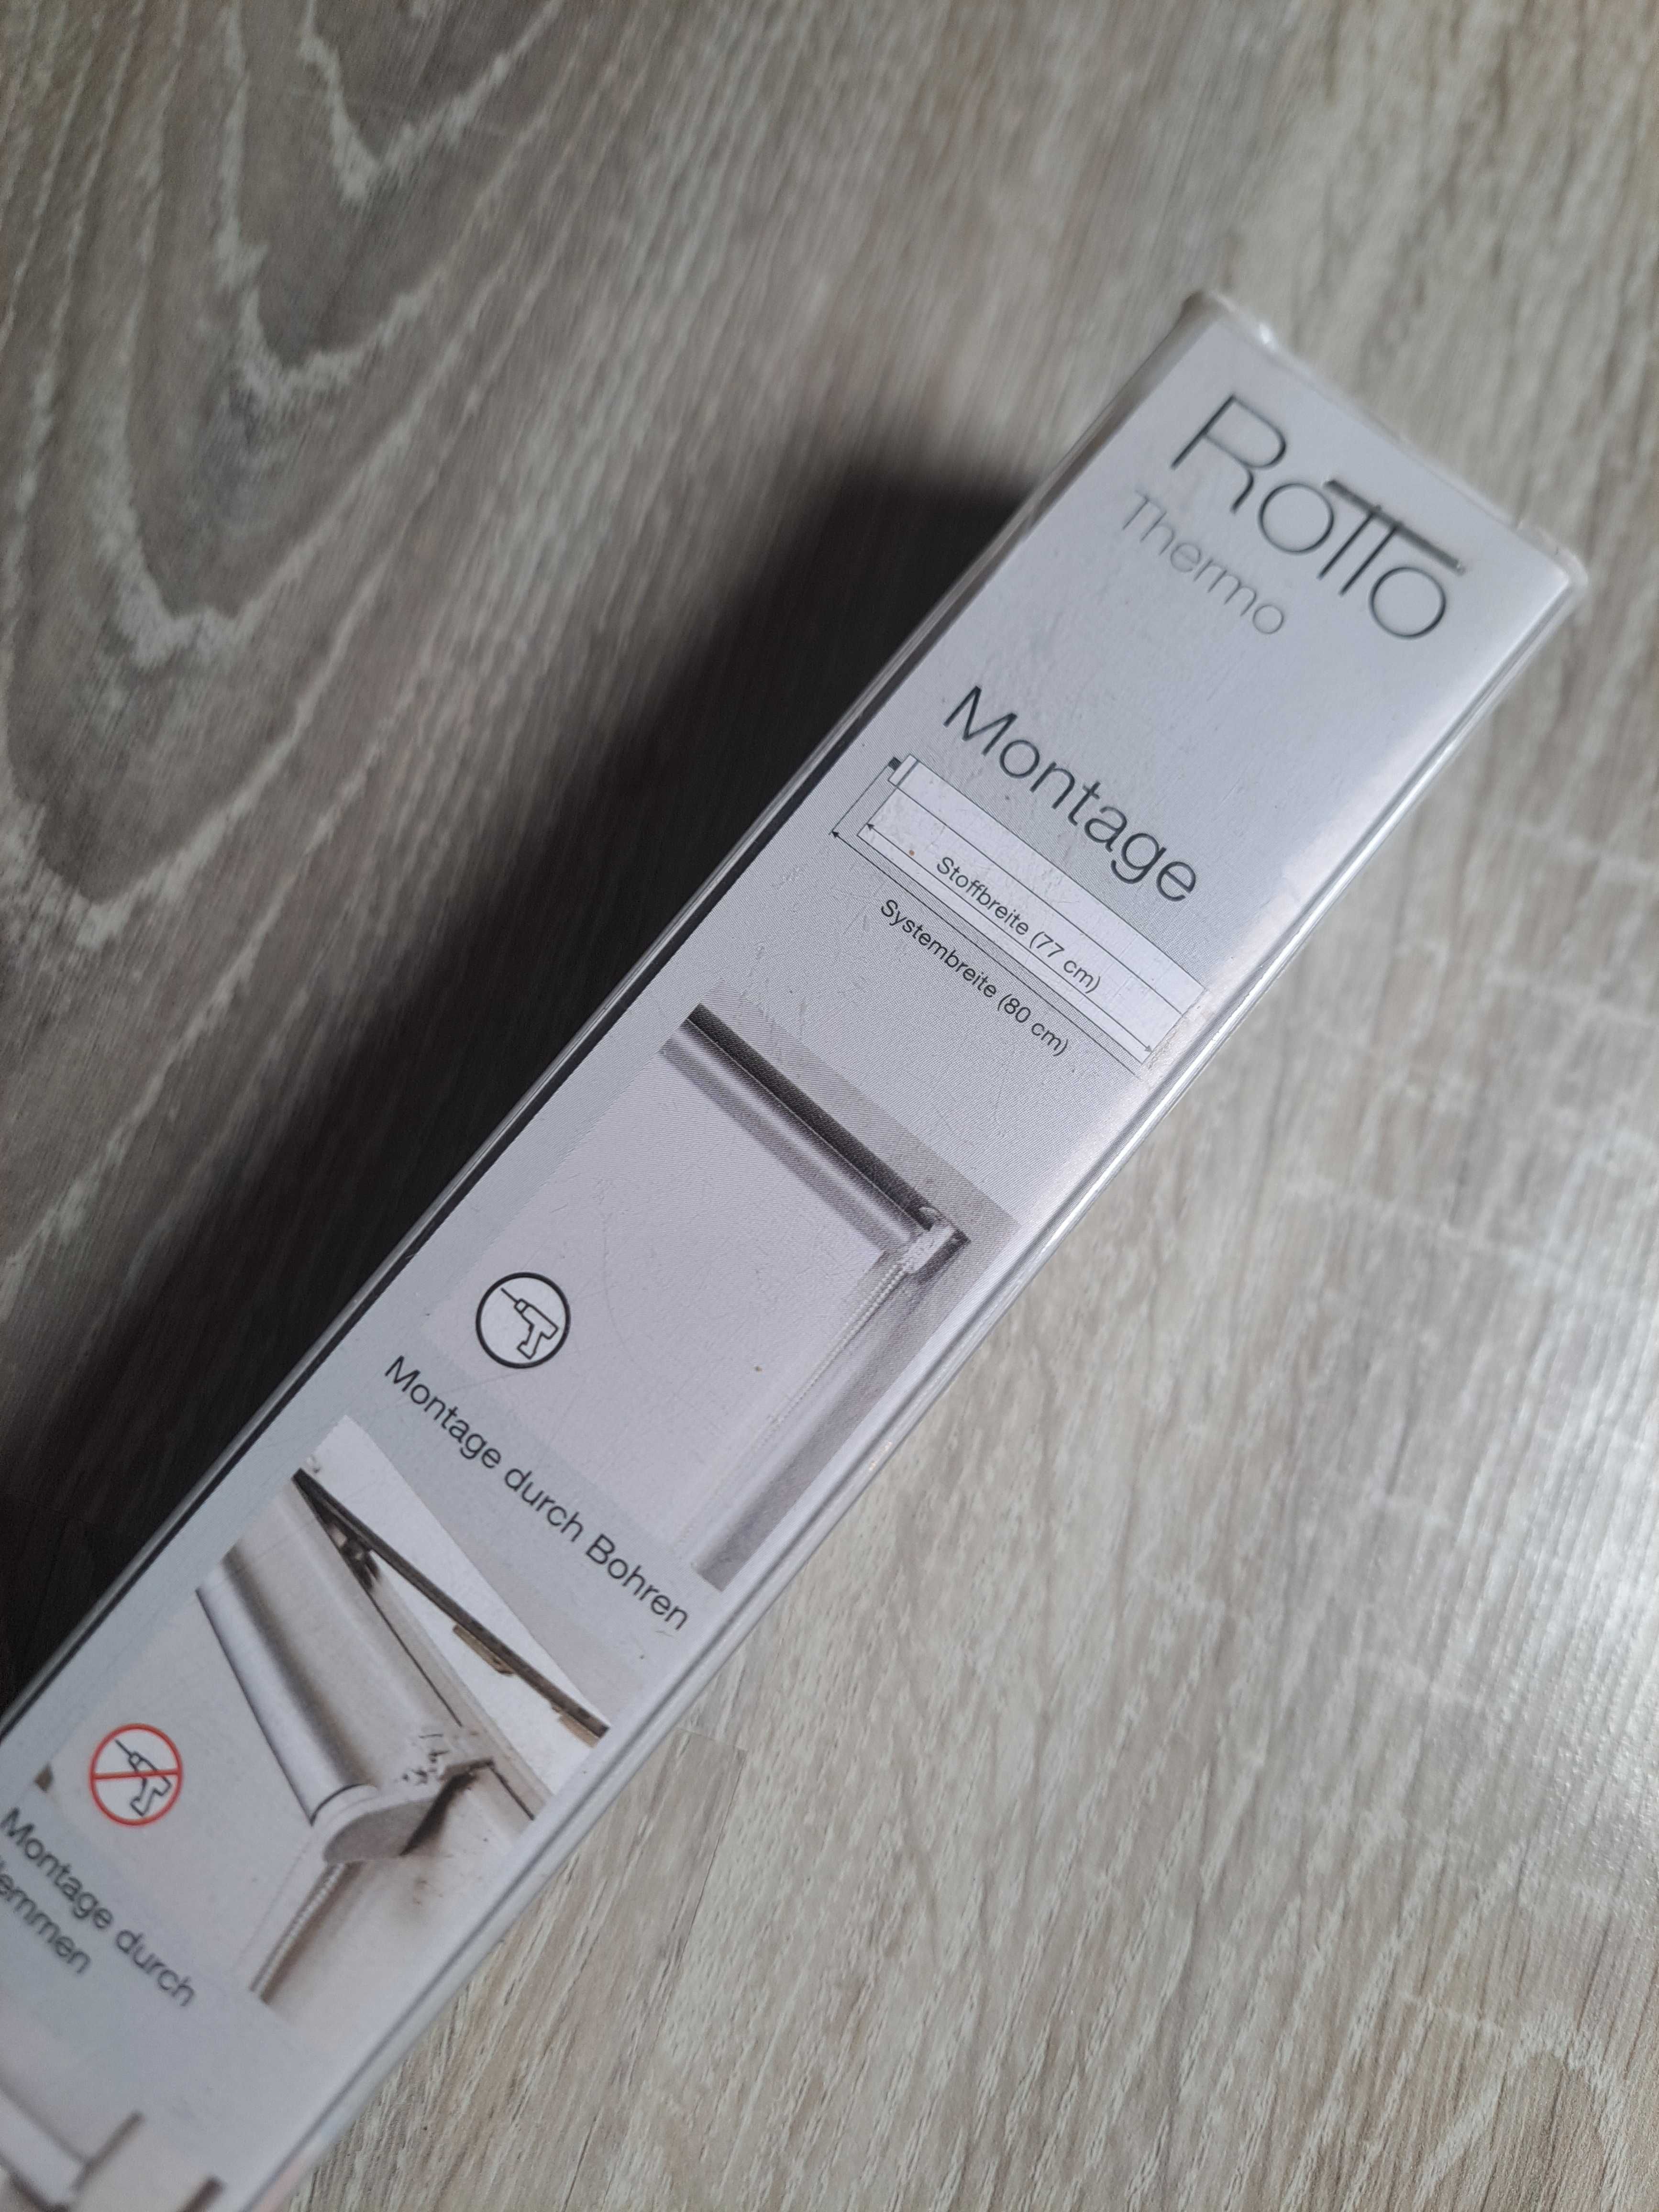 Rollo
Thermo
Montage
Stoffbreite (77 cm)
Systembreite (80 cm)
Montage durch Bohren
Montage durch